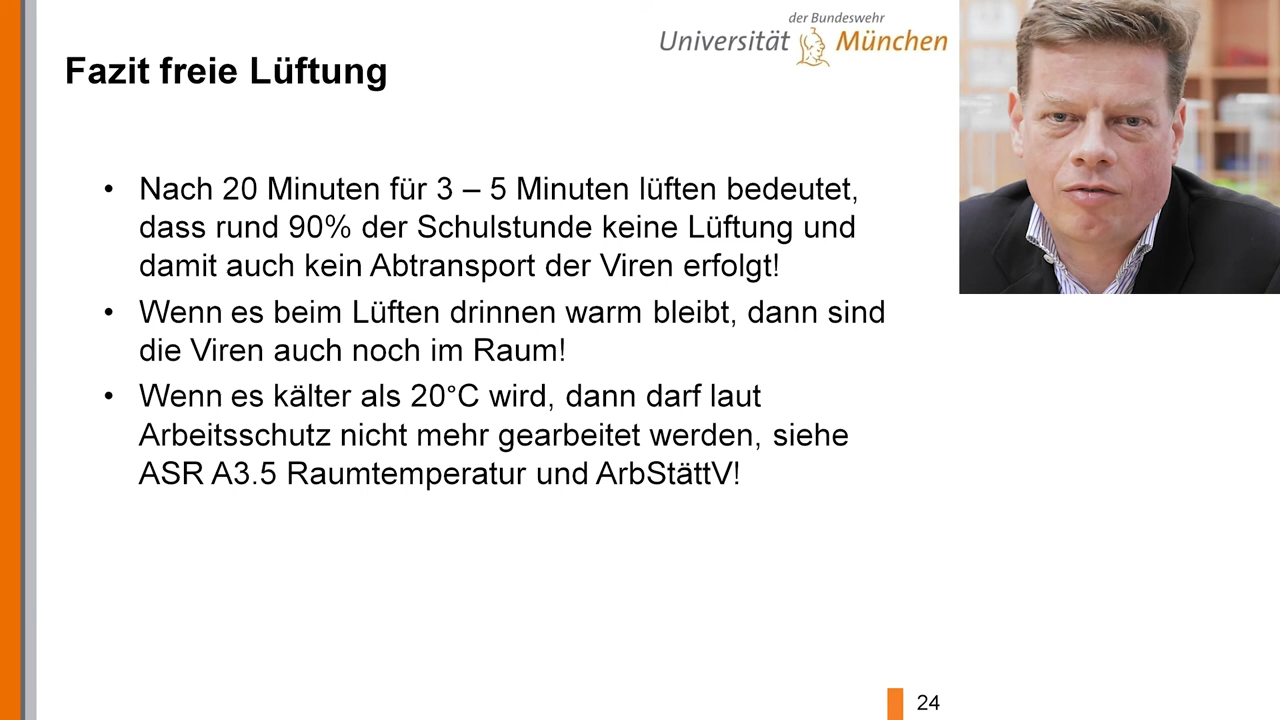 der Bundeswehr
Universität München
Fazit freie Lüftung
• Nach 20 Minuten für 3 – 5 Minuten lüften bedeutet,
dass rund 90% der Schulstunde keine Lüftung und
damit auch kein Abtransport der Viren erfolgt!
• Wenn es beim Lüften drinnen warm bleibt, dann sind
die Viren auch noch im Raum!
• Wenn es kälter als 20°C wird, dann darf laut
Arbeitsschutz nicht mehr gearbeitet werden, siehe
ASR A3.5 Raumtemperatur und ArbStättV!
24